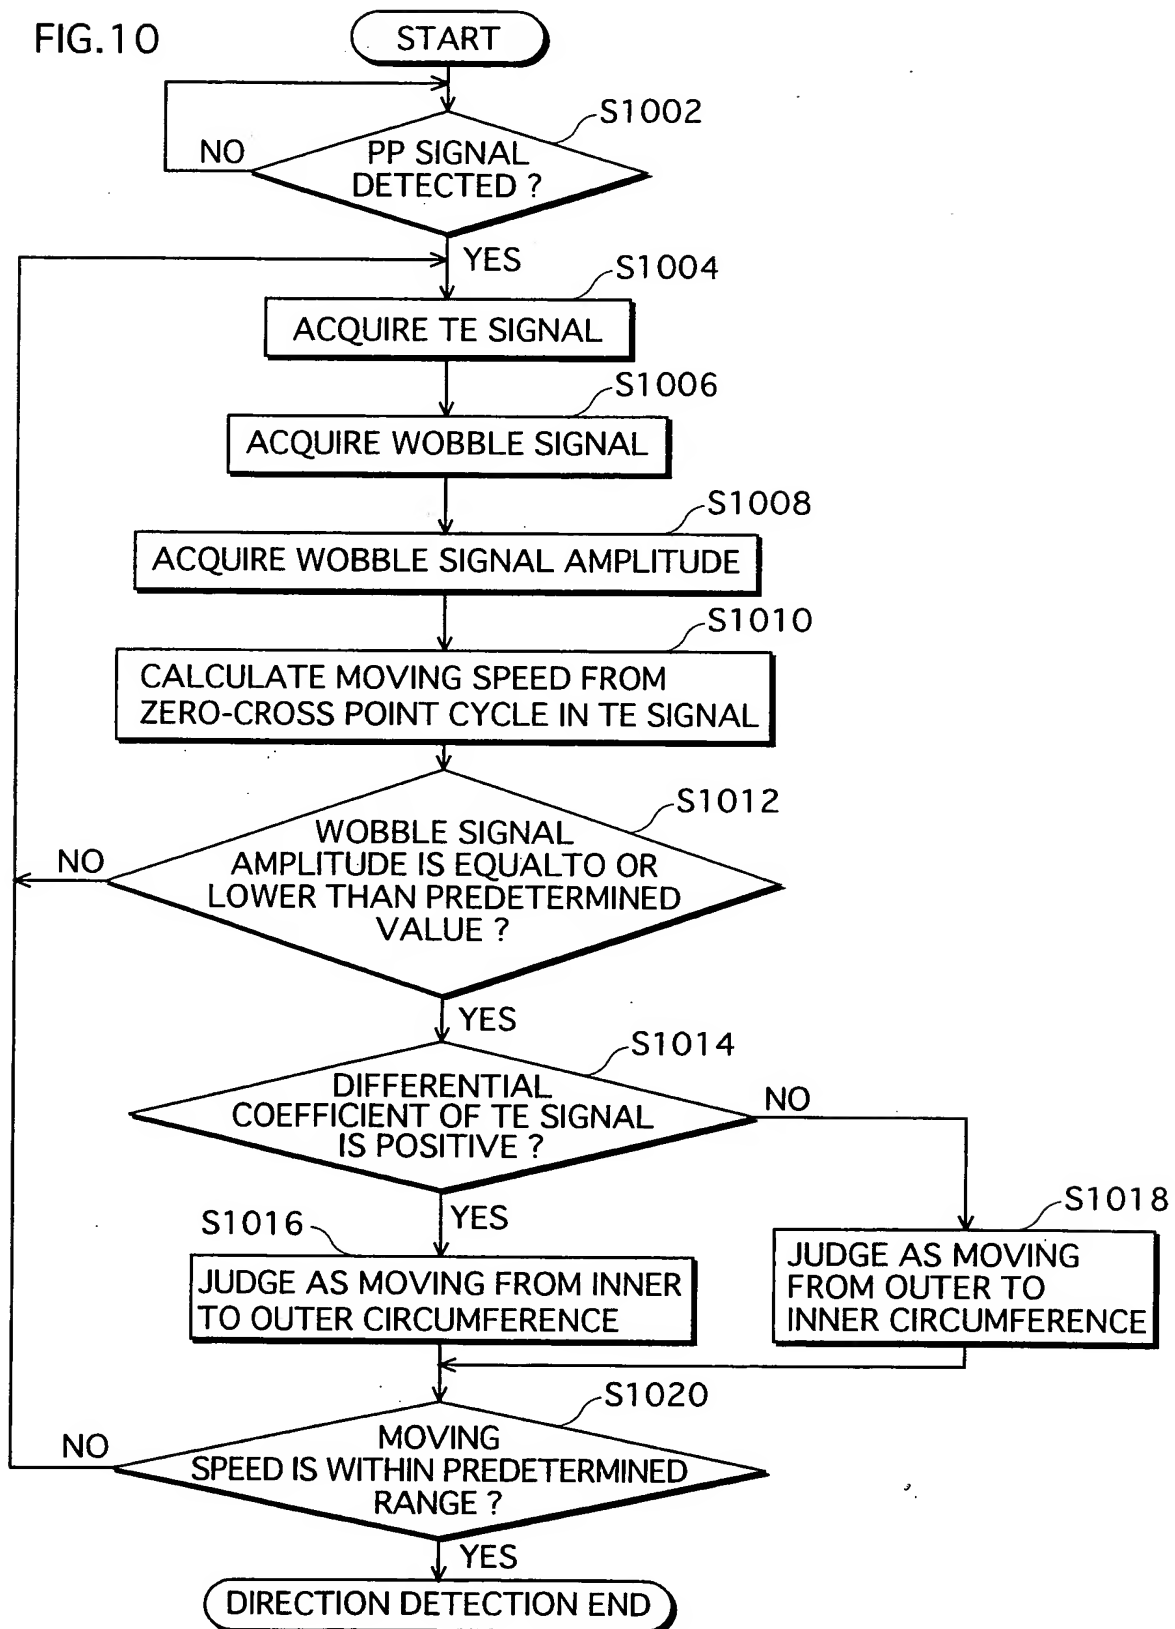 FIG.10
START
S1002
NO
PP SIGNAL
DETECTED ?
YES
S1004
ACQUIRE TE SIGNAL
S1006
ACQUIRE WOBBLE SIGNAL
S1008
ACQUIRE WOBBLE SIGNAL AMPLITUDE
S1010
CALCULATE MOVING SPEED FROM
ZERO-CROSS POINT CYCLE IN TE SIGNAL
S1012
NO
WOBBLE SIGNAL
AMPLITUDE IS EQUALTO OR
LOWER THAN PREDETERMINED
VALUE ?
YES
S1014
DIFFERENTIAL
COEFFICIENT OF TE SIGNAL
IS POSITIVE ?
NO
YES
S1016
JUDGE AS MOVING FROM INNER
TO OUTER CIRCUMFERENCE
S1018
JUDGE AS MOVING
FROM OUTER TO
INNER CIRCUMFERENCE
S1020
NO
MOVING
SPEED IS WITHIN PREDETERMINED
RANGE ?
YES
DIRECTION DETECTION END